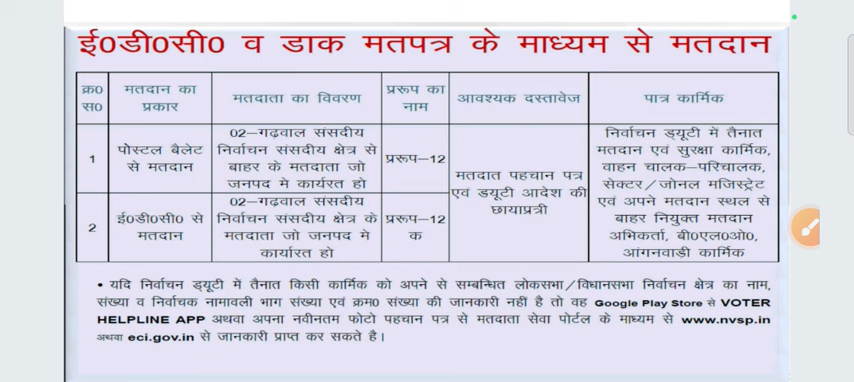 ई0डी0सी0 व डाक मतपत्र के माध्यम से मतदान
क्र0 स0
मतदान का प्रकार
मतदाता का विवरण
प्ररूप का नाम
आवश्यक दस्तावेज
पात्र कार्मिक
1
पोस्टल बैलेट
से मतदान
02–गढ़वाल संसदीय
निर्वाचन संसदीय क्षेत्र से
बाहर के मतदाता जो
जनपद मे कार्यरत हो
प्ररूप–12
मतदात पहचान पत्र
एवं डयूटी आदेश की
छायाप्रत्री
निर्वाचन ड्यूटी में तैनात
मतदान एवं सुरक्षा कार्मिक,
वाहन चालक–परिचालक,
सेक्टर/जोनल मजिस्ट्रेट
एवं अपने मतदान स्थल से
बाहर नियुक्त मतदान
अभिकर्ता, बी0एल0ओ0,
आंगनवाड़ी कार्मिक
2
ई0डी0सी0 से
मतदान
02–गढ़वाल संसदीय
निर्वाचन संसदीय क्षेत्र के
मतदाता जो जनपद मे
कार्यारत हो
प्ररूप–12
क
• यदि निर्वाचन ड्यूटी में तैनात किसी कार्मिक को अपने से सम्बन्धित लोकसभा/विधानसभा निर्वाचन क्षेत्र का नाम,
संख्या व निर्वाचक नामावली भाग संख्या एवं क्रम0 संख्या की जानकारी नहीं है तो वह Google Play Store से VOTER
HELPLINE APP अथवा अपना नवीनतम फोटो पहचान पत्र से मतदाता सेवा पोर्टल के माध्यम से www.nvsp.in
अथवा eci.gov.in से जानकारी प्राप्त कर सकते है।